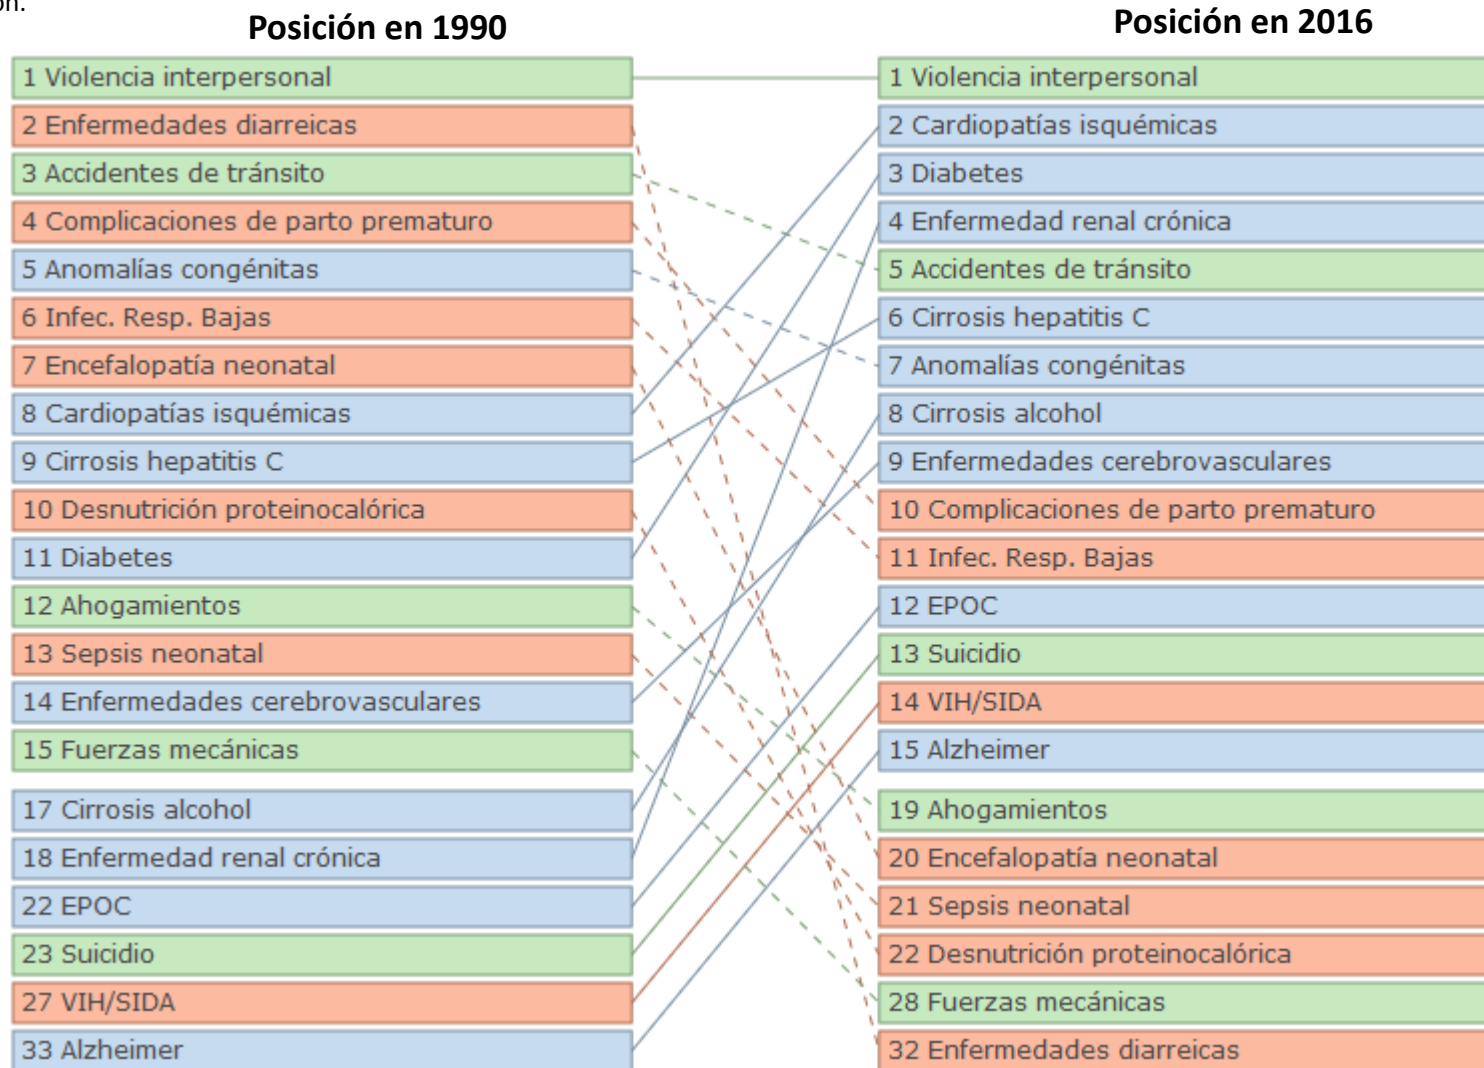 ón.
Posición en 1990
Posición en 2016
1 Violencia interpersonal
2 Enfermedades diarreicas
3 Accidentes de tránsito
4 Complicaciones de parto prematuro
5 Anomalías congénitas
6 Infec. Resp. Bajas
7 Encefalopatía neonatal
8 Cardiopatías isquémicas
9 Cirrosis hepatitis C
10 Desnutrición proteinocalórica
11 Diabetes
12 Ahogamientos
13 Sepsis neonatal
14 Enfermedades cerebrovasculares
15 Fuerzas mecánicas
17 Cirrosis alcohol
18 Enfermedad renal crónica
22 EPOC
23 Suicidio
27 VIH/SIDA
33 Alzheimer
1 Violencia interpersonal
2 Cardiopatías isquémicas
3 Diabetes
4 Enfermedad renal crónica
5 Accidentes de tránsito
6 Cirrosis hepatitis C
7 Anomalías congénitas
8 Cirrosis alcohol
9 Enfermedades cerebrovasculares
10 Complicaciones de parto prematuro
11 Infec. Resp. Bajas
12 EPOC
13 Suicidio
14 VIH/SIDA
15 Alzheimer
19 Ahogamientos
20 Encefalopatía neonatal
21 Sepsis neonatal
22 Desnutrición proteinocalórica
28 Fuerzas mecánicas
32 Enfermedades diarreicas